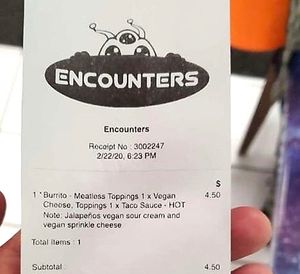 ENCOUNTERS
Encounters
Receipt No : 3002247
2/22/20, 6:23 PM
$
1 * Burrito - Meatless Toppings 1 x Vegan 4.50
Cheese, Toppings 1 x Taco Sauce - HOT
Note: Jalapeños vegan sour cream and
vegan sprinkle cheese
Total Items : 1
Subtotal : 4.50